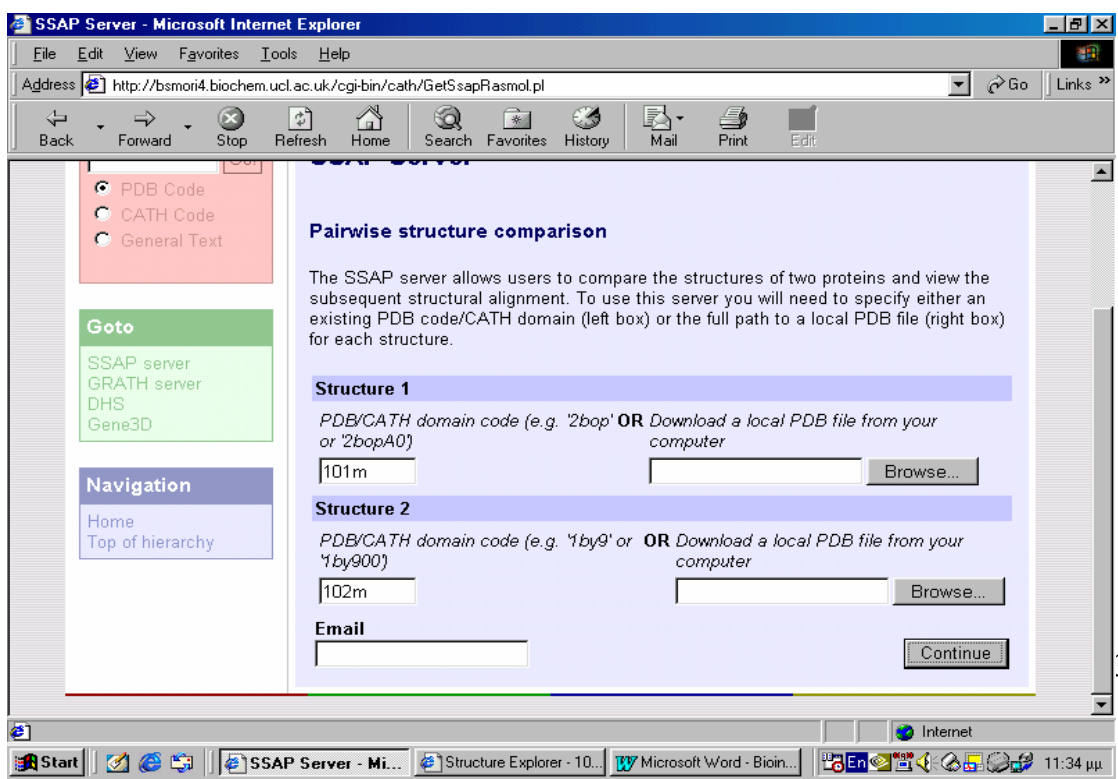 SSAP Server - Microsoft Internet Explorer
File Edit View Favorites Tools Help
Address http://bsmori4.biochem.ucl.ac.uk/cgi-bin/cath/GetSsapRasmol.pl Go Links »
Back Forward Stop Refresh Home Search Favorites History Mail Print Edit
SSAP Server
PDB Code
CATH Code
General Text
Goto
SSAP server
GRATH server
DHS
Gene3D
Navigation
Home
Top of hierarchy
Pairwise structure comparison
The SSAP server allows users to compare the structures of two proteins and view the
subsequent structural alignment. To use this server you will need to specify either an
existing PDB code/CATH domain (left box) or the full path to a local PDB file (right box)
for each structure.
Structure 1
PDB/CATH domain code (e.g. '2bop' OR Download a local PDB file from your
or '2bopA0') computer
101m Browse...
Structure 2
PDB/CATH domain code (e.g. '1by9' or OR Download a local PDB file from your
'1by900') computer
102m Browse...
Email
Continue
Internet
Start SSAP Server - Mi... Structure Explorer - 10... Microsoft Word - Bioin... En 11:34 μμ